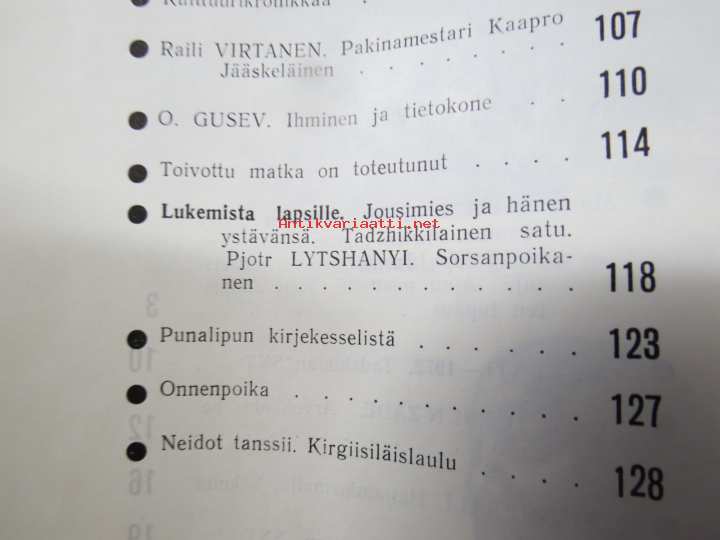 Kulttuurikronikkaa .
Raili VIRTANEN. Pakinamestari Kaapro
Jääskeläinen . . . . . . 107
O. GUSEV. Ihminen ja tietokone . . 110
Toivottu matka on toteutunut . . . . 114
Lukemista lapsille. Jousimies ja hänen
Antikvariaatti.net
ystävänsä. Tadzhikkilainen satu.
Pjotr LYTSHANYI. Sorsanpoika-
nen . . . . . . . . . . . . 118
Punalipun kirjekesselistä . . . . . . 123
Onnenpoika . . . . . . . . . . . . 127
Neidot tanssii. Kirgiisiläislaulu . . . . 128